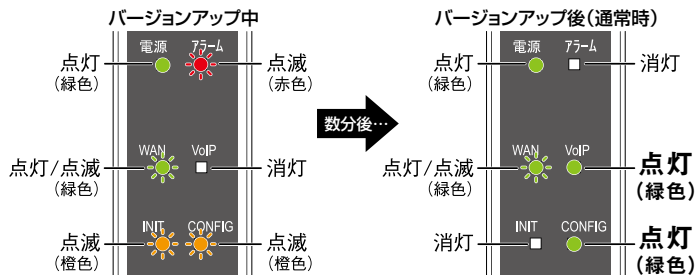 バージョンアップ中
電源 アラーム
点灯
(緑色)
点滅
(赤色)
WAN VoIP
点灯/点滅
(緑色)
消灯
INIT CONFIG
点滅
(橙色)
点滅
(橙色)
数分後…
バージョンアップ後(通常時)
電源 アラーム
点灯
(緑色)
消灯
WAN VoIP
点灯/点滅
(緑色)
点灯
(緑色)
INIT CONFIG
消灯
点灯
(緑色)